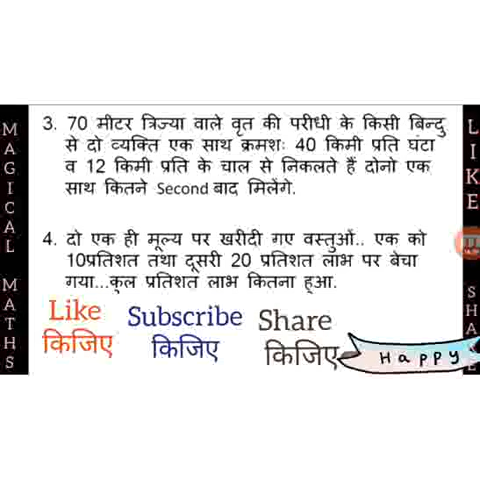 MAGICAL MATHS
3. 70 मीटर त्रिज्या वाले वृत की परीधी के किसी बिन्दु
से दो व्यक्ति एक साथ क्रमशः 40 किमी प्रति घंटा
व 12 किमी प्रति के चाल से निकलते हैं दोनो एक
साथ कितने Second बाद मिलेंगे.
4. दो एक ही मूल्य पर खरीदी गए वस्तुओं.. एक को
10प्रतिशत तथा दूसरी 20 प्रतिशत लाभ पर बेचा
गया...कुल प्रतिशत लाभ कितना हुआ.
Like
किजिए
Subscribe
किजिए
Share
किजिए
HaPPY
LIKE